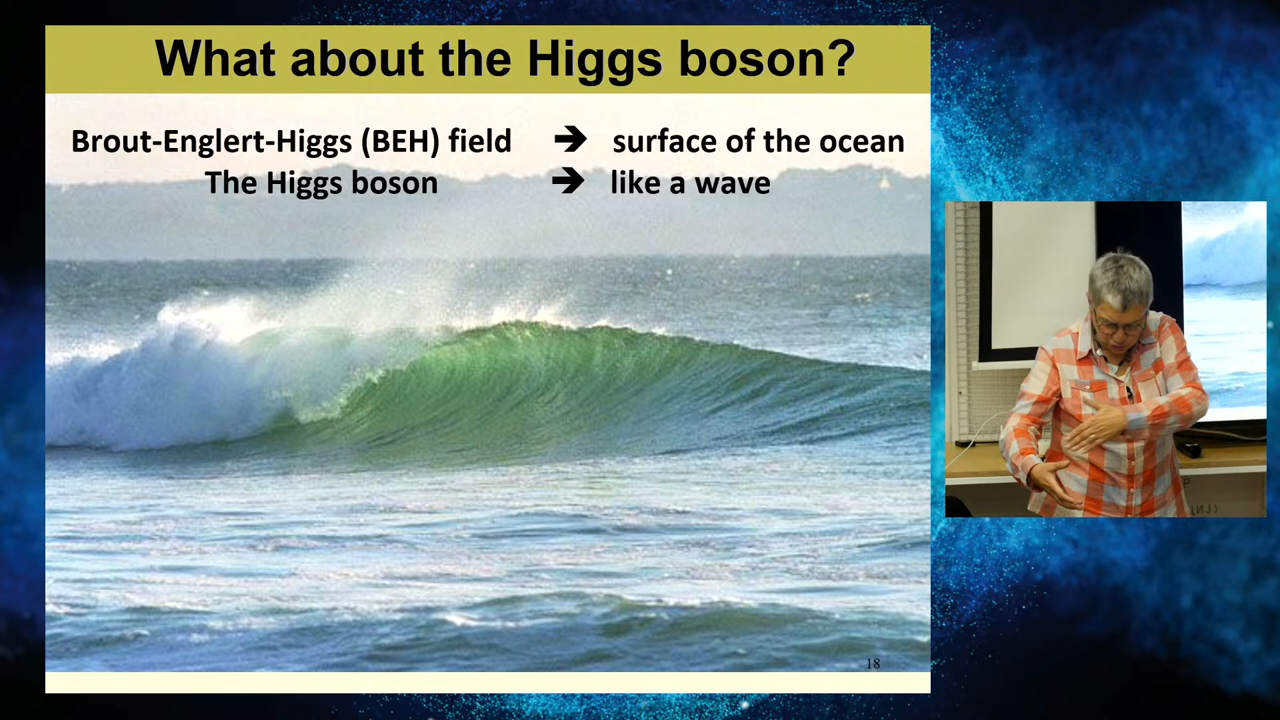 What about the Higgs boson?
Brout-Englert-Higgs (BEH) field ➔ surface of the ocean
The Higgs boson ➔ like a wave
18